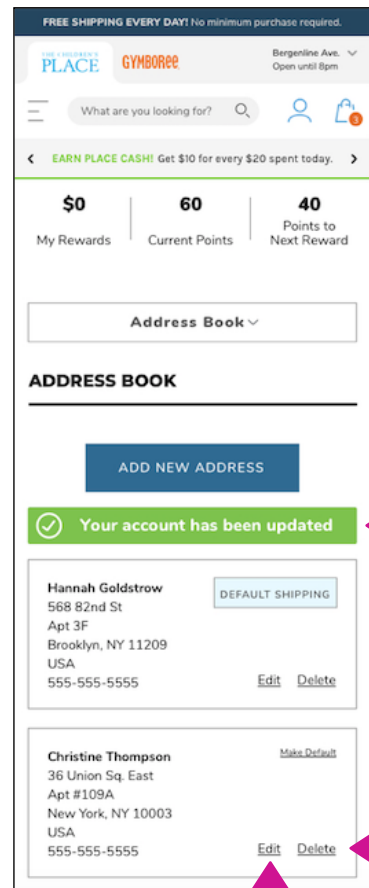 FREE SHIPPING EVERY DAY! No minimum purchase required.
THE CHILDREN'S
PLACE
GYMBOREE
Bergenline Ave.
Open until 8pm
What are you looking for?
3
EARN PLACE CASH! Get $10 for every $20 spent today.
$0
My Rewards
60
Current Points
40
Points to
Next Reward
Address Book
ADDRESS BOOK
ADD NEW ADDRESS
Your account has been updated
Hannah Goldstrow
DEFAULT SHIPPING
568 82nd St
Apt 3F
Brooklyn, NY 11209
USA
555-555-5555
Edit Delete
Christine Thompson
Make Default
36 Union Sq. East
Apt #109A
New York, NY 10003
USA
555-555-5555
Edit Delete